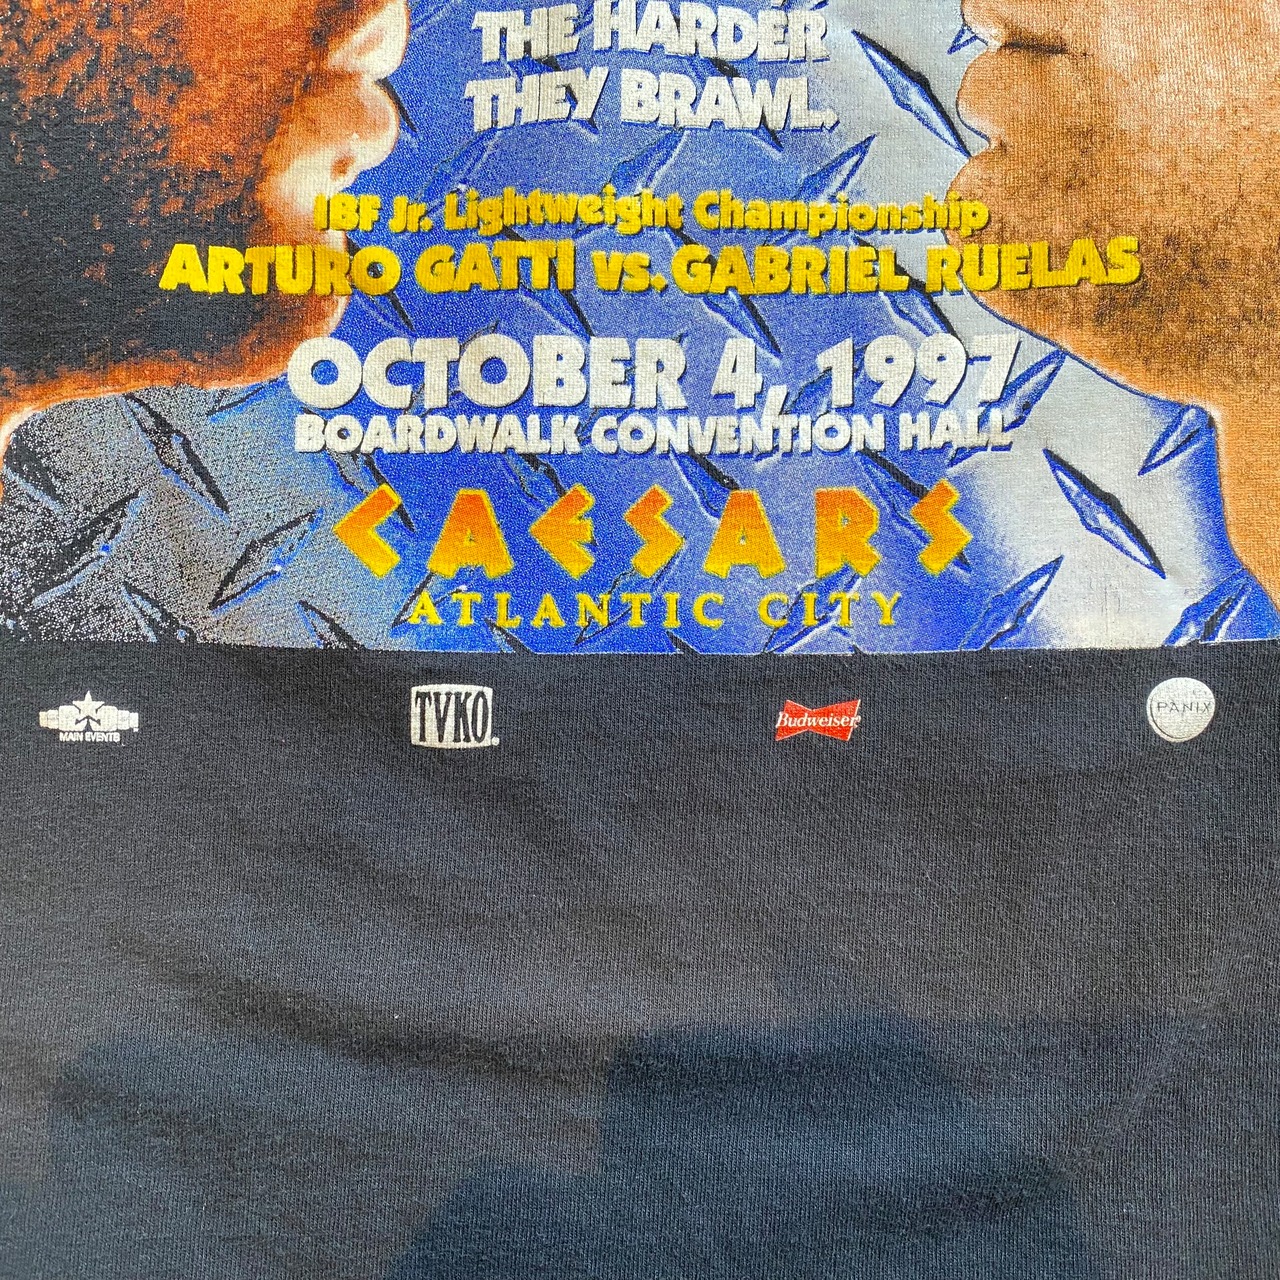 THE HARDER
THEY BRAWL.
IBF Jr. Lightweight Championship
ARTURO GATTI vs. GABRIEL RUELAS
OCTOBER 4, 1997
BOARDWALK CONVENTION HALL
CAESARS
ATLANTIC CITY
MAIN EVENTS
TVKO.
Budweiser
PANIX